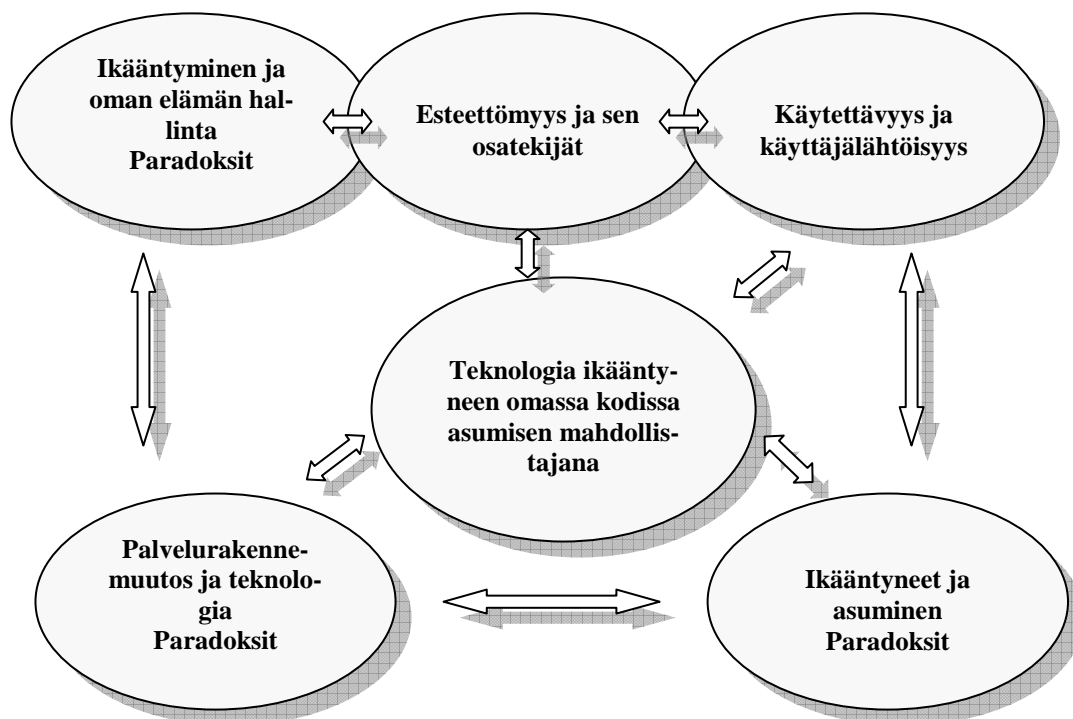 Ikääntyminen ja
oman elämän hal-
linta
Paradoksit
Esteettömyys ja sen
osatekijät
Käytettävyys ja
käyttäjälähtöisyys
Teknologia ikäänty-
neen omassa kodissa
asumisen mahdollis-
tajana
Palvelurakenne-
muutos ja teknolo-
gia
Paradoksit
Ikääntyneet ja
asuminen
Paradoksit